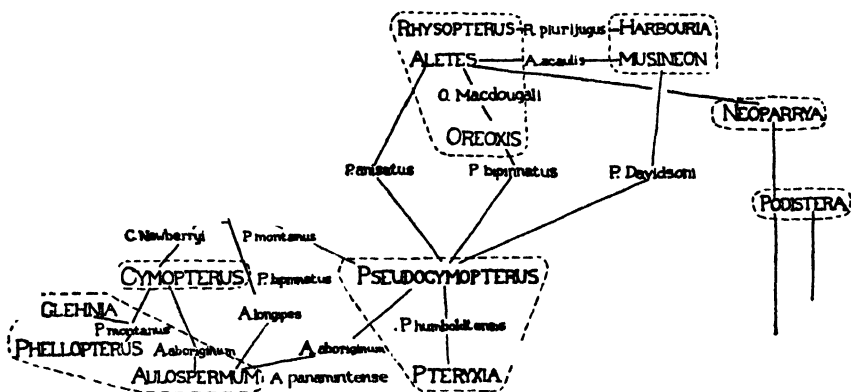 RHYSOPTERUS R. plurijugus HARBOURIA
ALETES A. acaulis MUSINEON
O. Macdougali
NEOPARRYA
OREOXIS
P. anisatus P. bipinnatus P. Davidsoni
PODISTERA
C. Newberryi P. montanus
CYMOPTERUS P. bipinnatus PSEUDOCYMOPTERUS
GLEHNIA A. longipes
P. montanus P. humboldtensis
PHELLOPTERUS A. aboriginum A. aboriginum
AULOSPERMUM A panamintense PTERYXIA